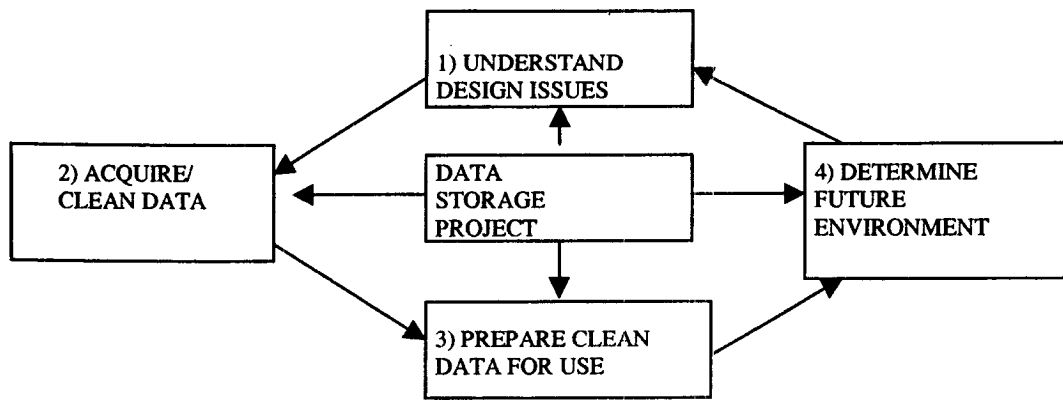 1) UNDERSTAND
DESIGN ISSUES
2) ACQUIRE/
CLEAN DATA
DATA
STORAGE
PROJECT
4) DETERMINE
FUTURE
ENVIRONMENT
3) PREPARE CLEAN
DATA FOR USE